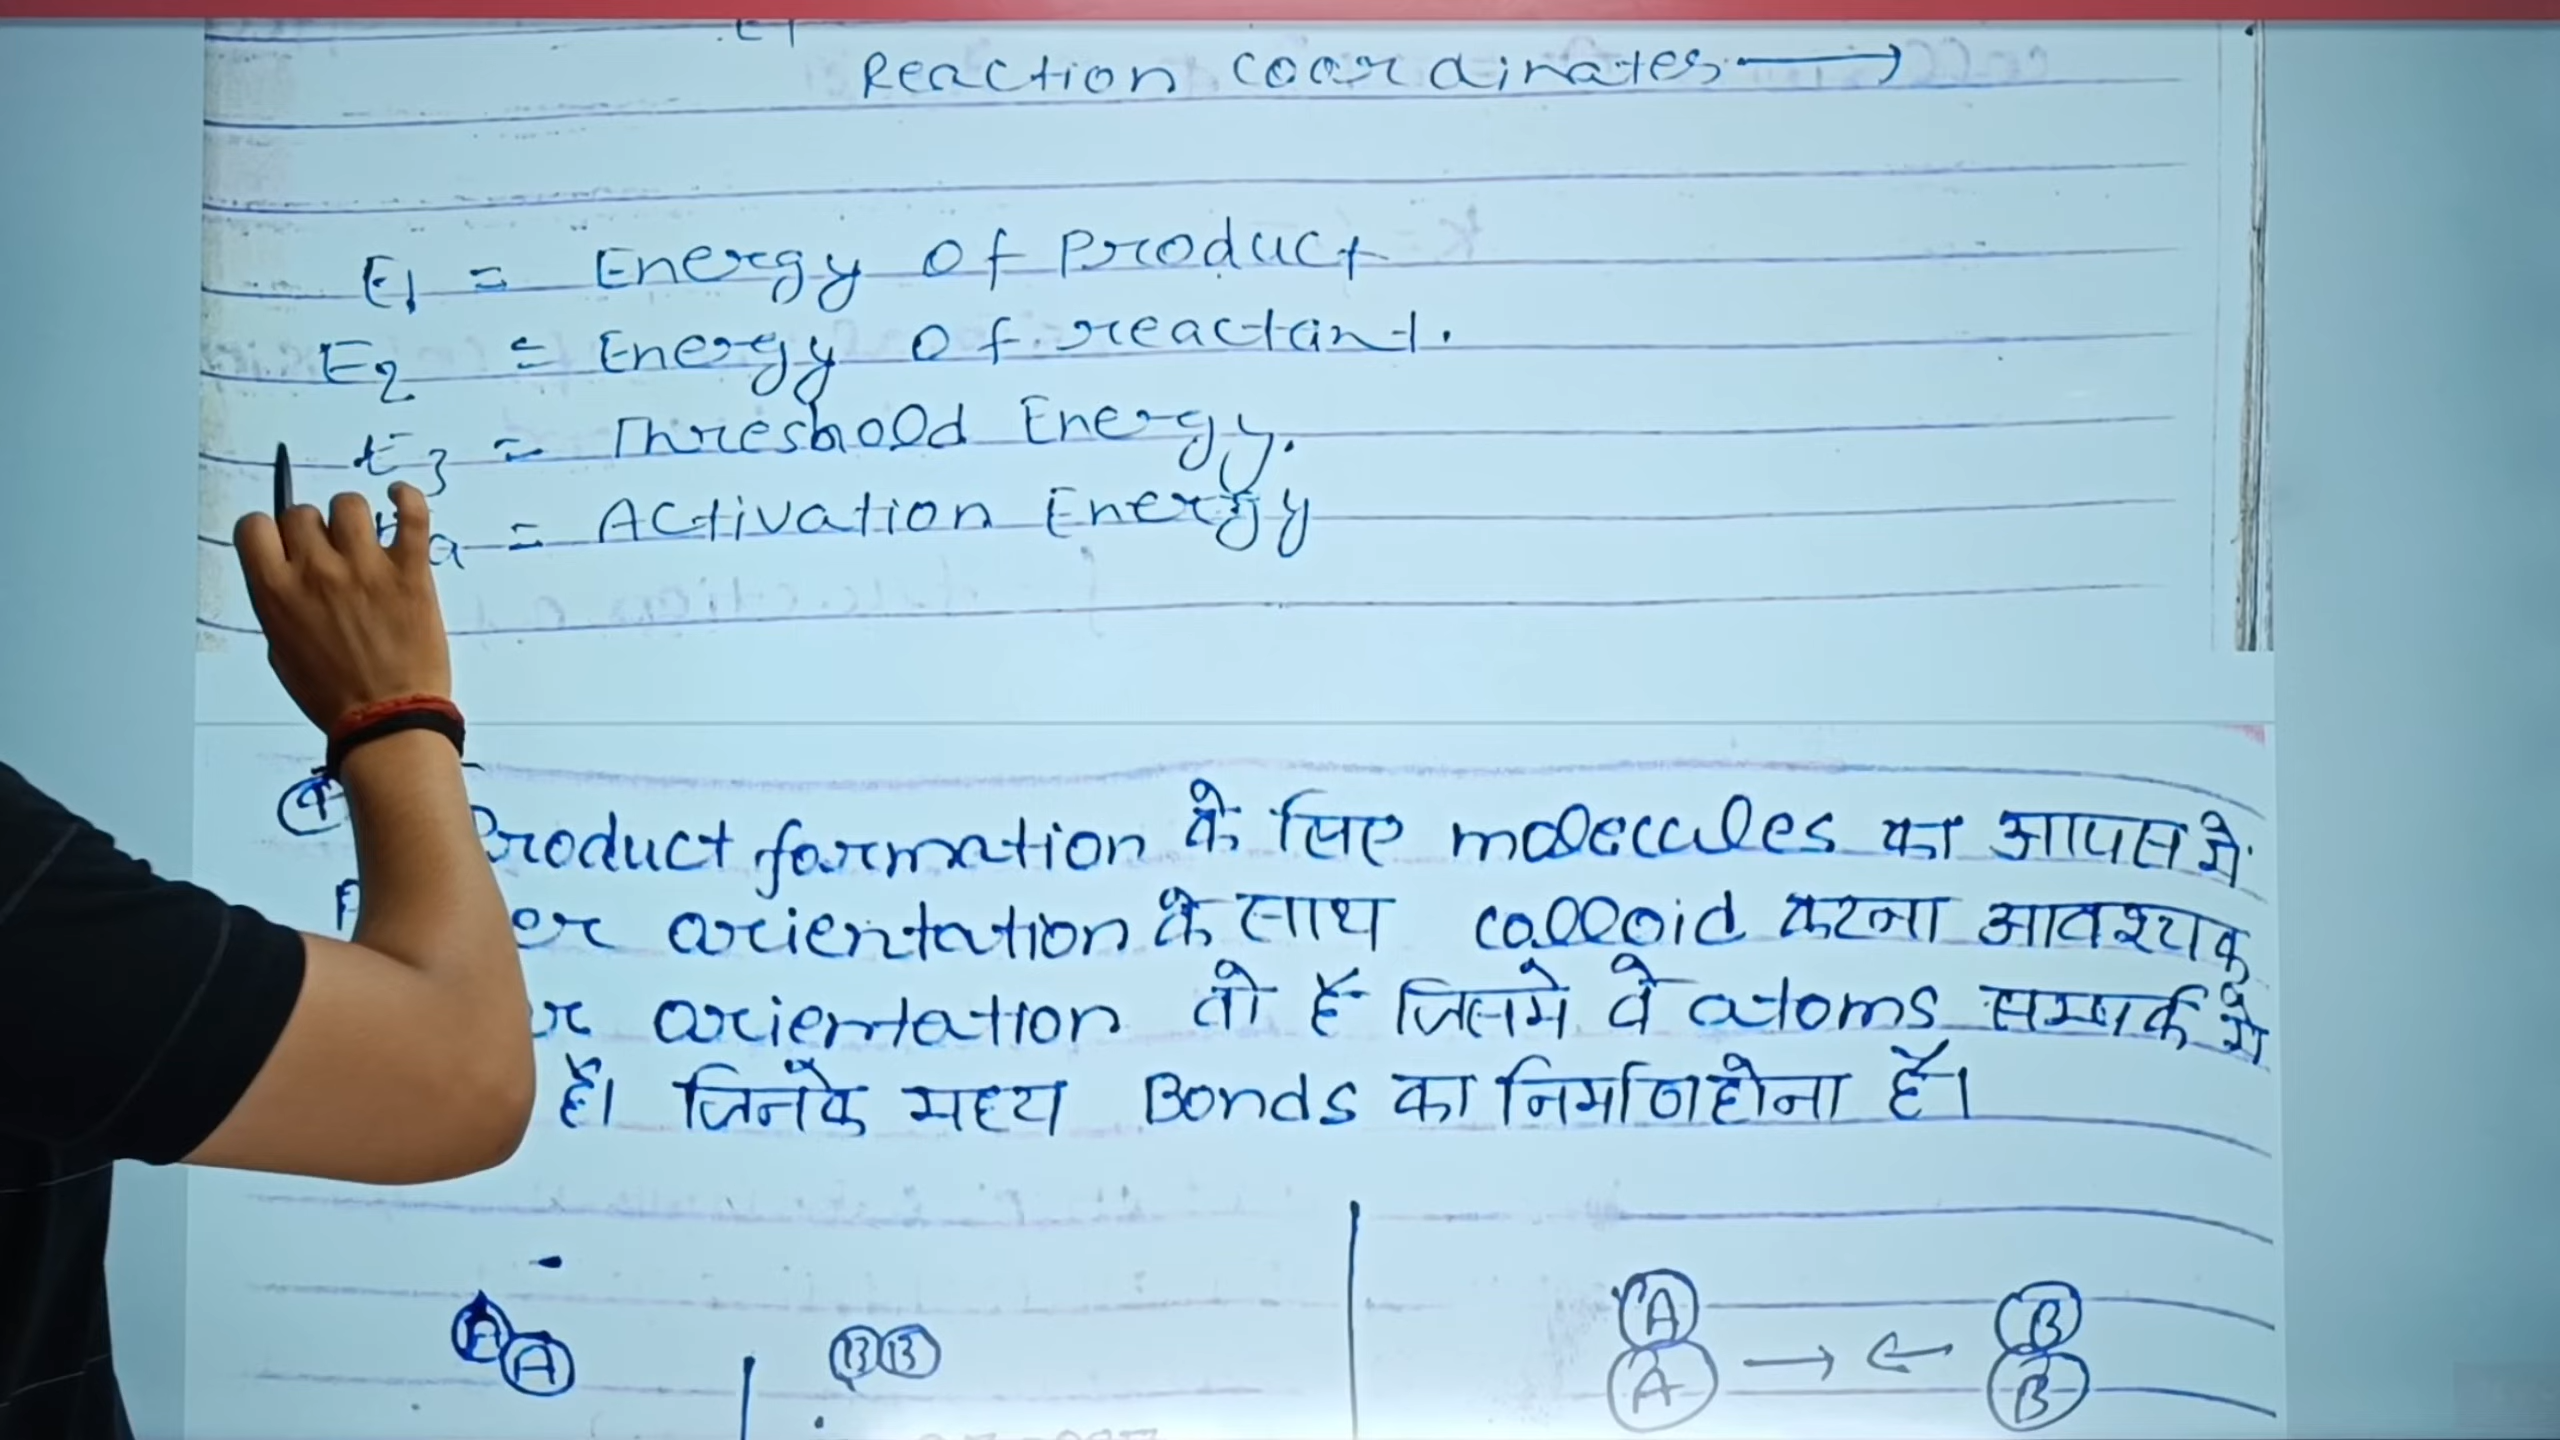 Reaction Coordinates →
E1 = Energy of Product
E2 = Energy of reactant.
E3 = Threshold Energy.
a = Activation Energy
Product formation के लिए molecules का आपस मे
er orientation के साथ colloid करना आवश्यक
r orientation वो है जिसमे वे atoms सम्पर्क मे
है। जिनके मध्य Bonds का निर्माण होना है।
A B
A B B A → ← B